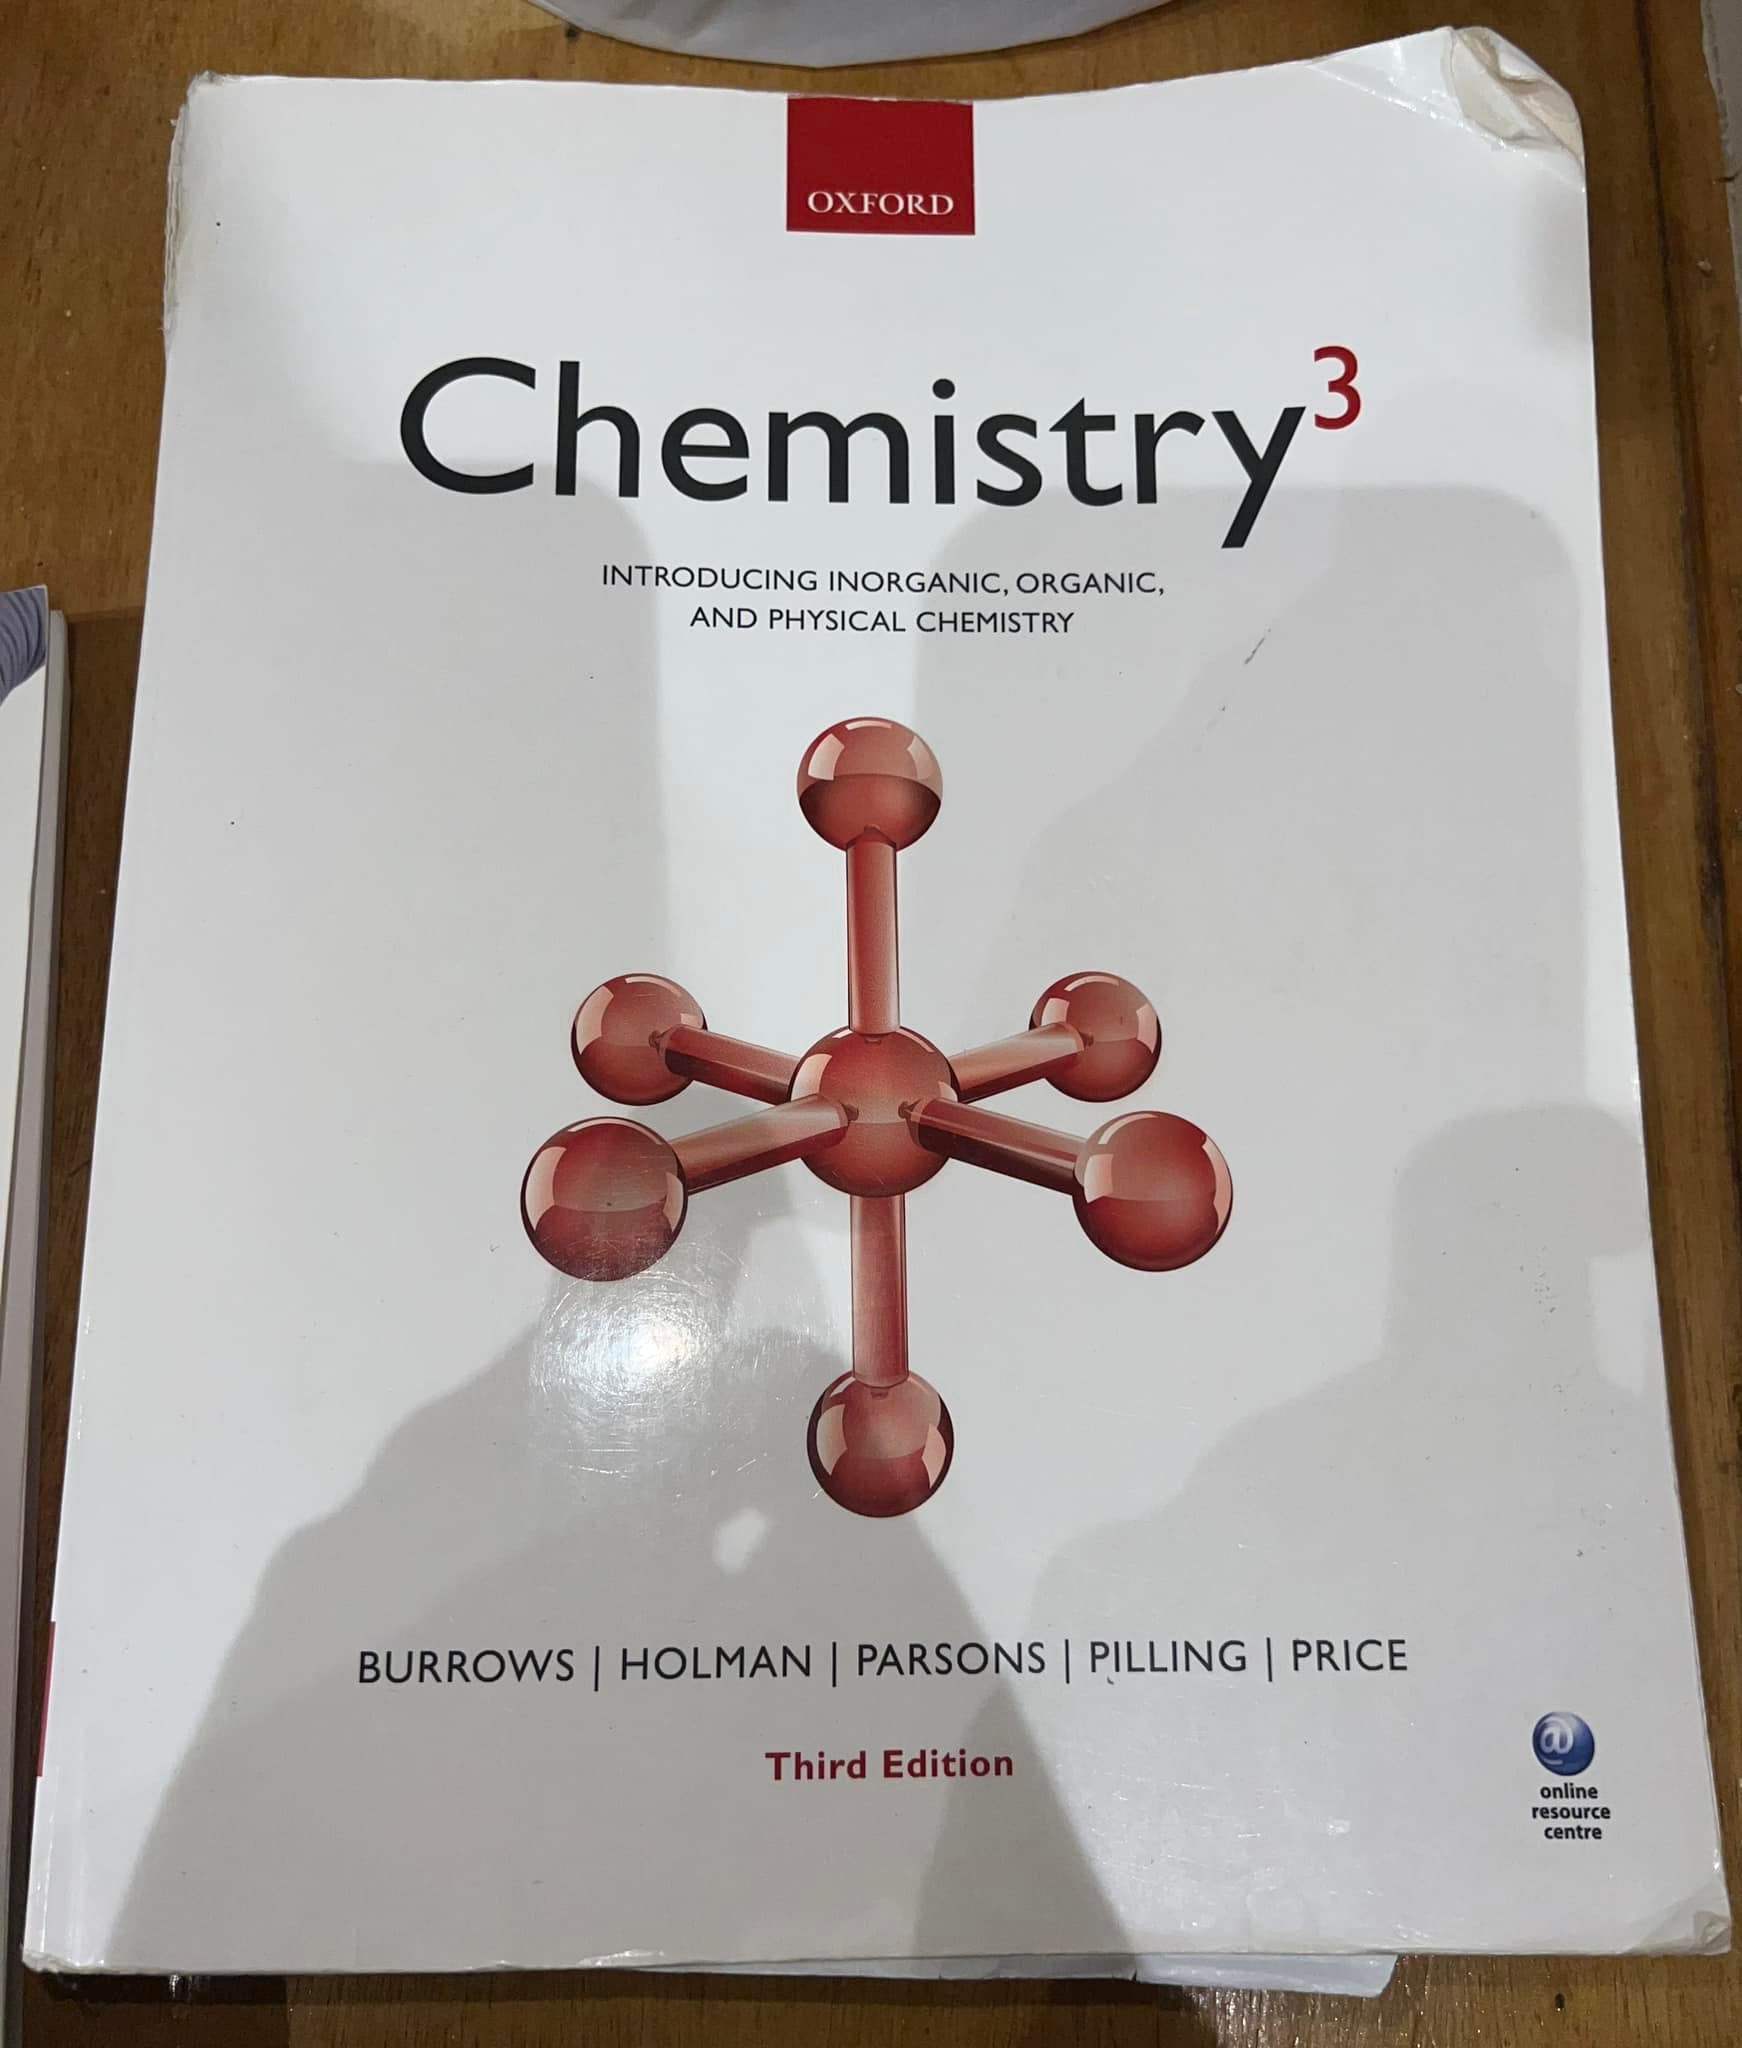 OXFORD
Chemistry³
INTRODUCING INORGANIC, ORGANIC,
AND PHYSICAL CHEMISTRY
BURROWS | HOLMAN | PARSONS | PILLING | PRICE
Third Edition
@
online
resource
centre